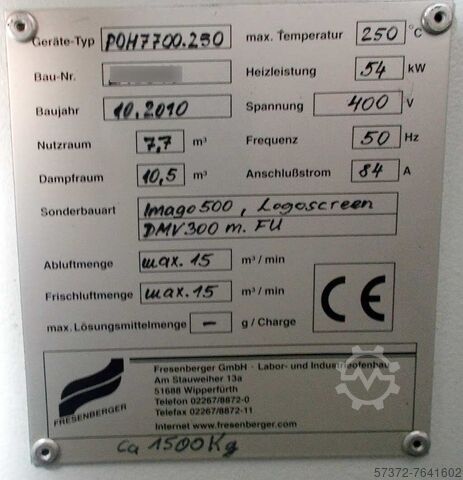 Geräte-Typ POH7700.250 max. Temperatur 250 °C
Bau-Nr. Heizleistung 54 kW
Baujahr 10.2010 Spannung 400 V
Nutzraum 7,7 m³ Frequenz 50 Hz
Dampfraum 10,5 m³ Anschlußstrom 84 A
Sonderbauart Imago 500, Logoscreen
DMV300 m. FU
Abluftmenge max. 15 m³ / min
Frischluftmenge max. 15 m³ / min
CE
max. Lösungsmittelmenge – g / Charge
FRESENBERGER
Fresenberger GmbH · Labor- und Industrieofenbau
Am Stauweiher 13a
51688 Wipperfürth
Telefon 02267/8872-0
Telefax 02267/8872-11
Internet www.fresenberger.com
ca 1500 Kg
57372-7641602